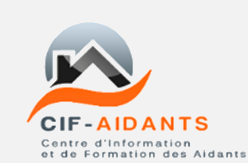 CIF-AIDANTS
Centre d'Information
et de Formation des Aidants